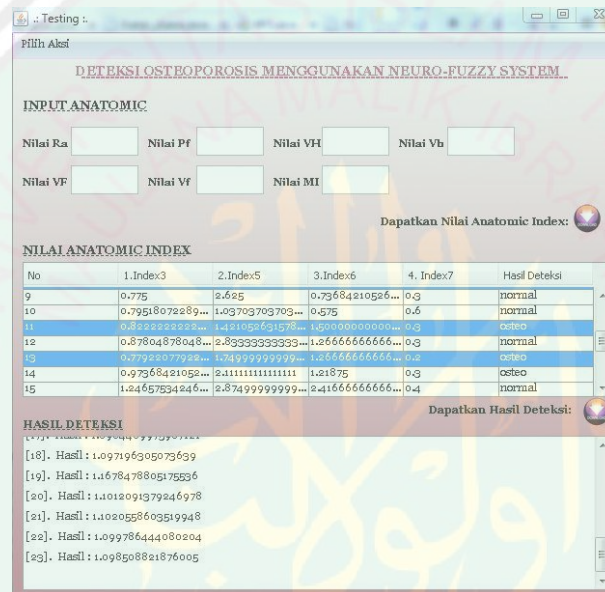 .: Testing :.
Pilih Aksi
DETEKSI OSTEOPOROSIS MENGGUNAKAN NEURO-FUZZY SYSTEM
INPUT ANATOMIC
Nilai Ra Nilai Pf Nilai VH Nilai Vb
Nilai VF Nilai Vf Nilai MI
Dapatkan Nilai Anatomic Index:
NILAI ANATOMIC INDEX
No 1.Index3 2.Index5 3.Index6 4. Index7 Hasil Deteksi
9 0.775 2.625 0.73684210526... 0.3 normal
10 0.79518072289... 1.03703703703... 0.575 0.6 normal
11 0.8222222222... 1.421052631578... 1.50000000000... 0.3 osteo
12 0.87804878048... 2.83333333333... 1.26666666666... 0.3 normal
13 0.77922077922... 1.74999999999... 1.26666666666... 0.2 osteo
14 0.97368421052... 2.11111111111111 1.21875 0.3 osteo
15 1.24657534246... 2.87499999999... 2.41666666666... 0.4 normal
Dapatkan Hasil Deteksi:
HASIL DETEKSI
[17]. Hasil :
[18]. Hasil : 1.097196305073639
[19]. Hasil : 1.1678478805175536
[20]. Hasil : 1.1012091379246978
[21]. Hasil : 1.1020558603519948
[22]. Hasil : 1.099786444080204
[23]. Hasil : 1.098508821876005